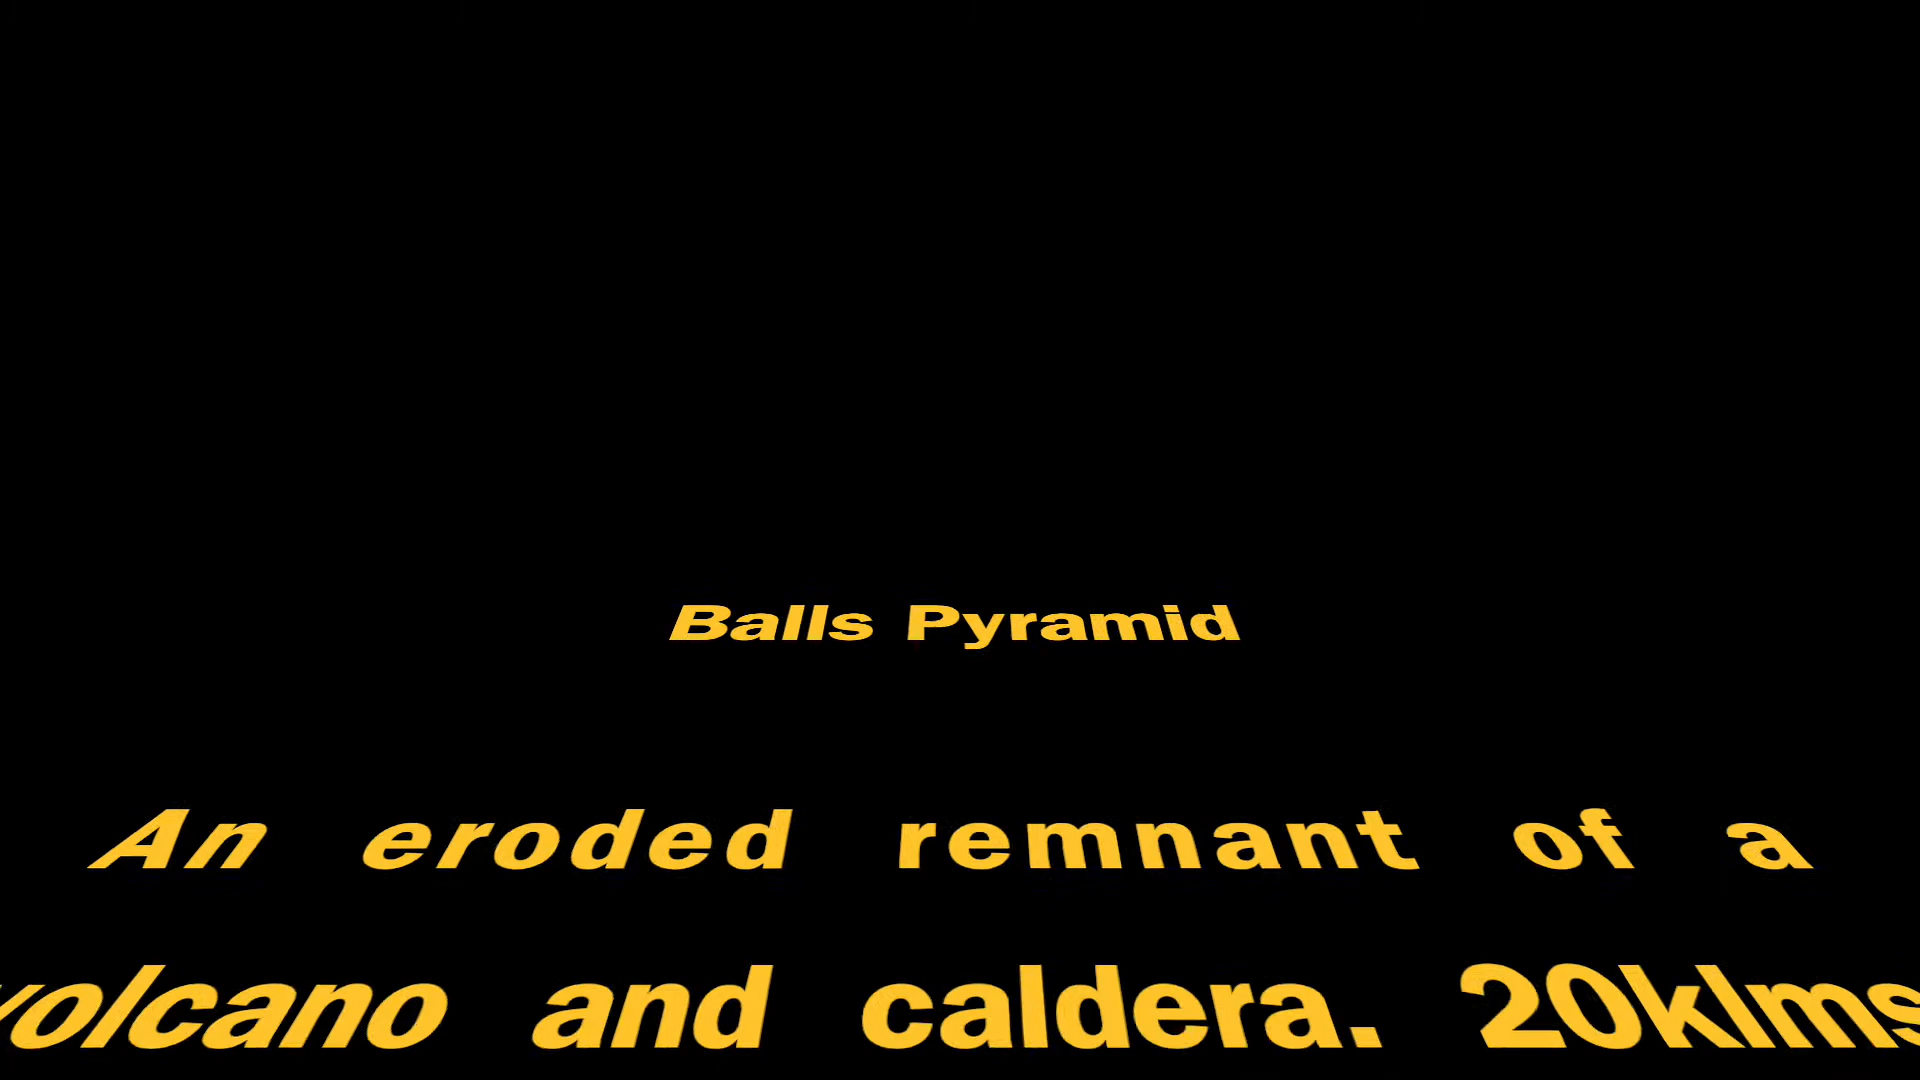 Balls Pyramid
An eroded remnant of a
volcano and caldera. 20klms